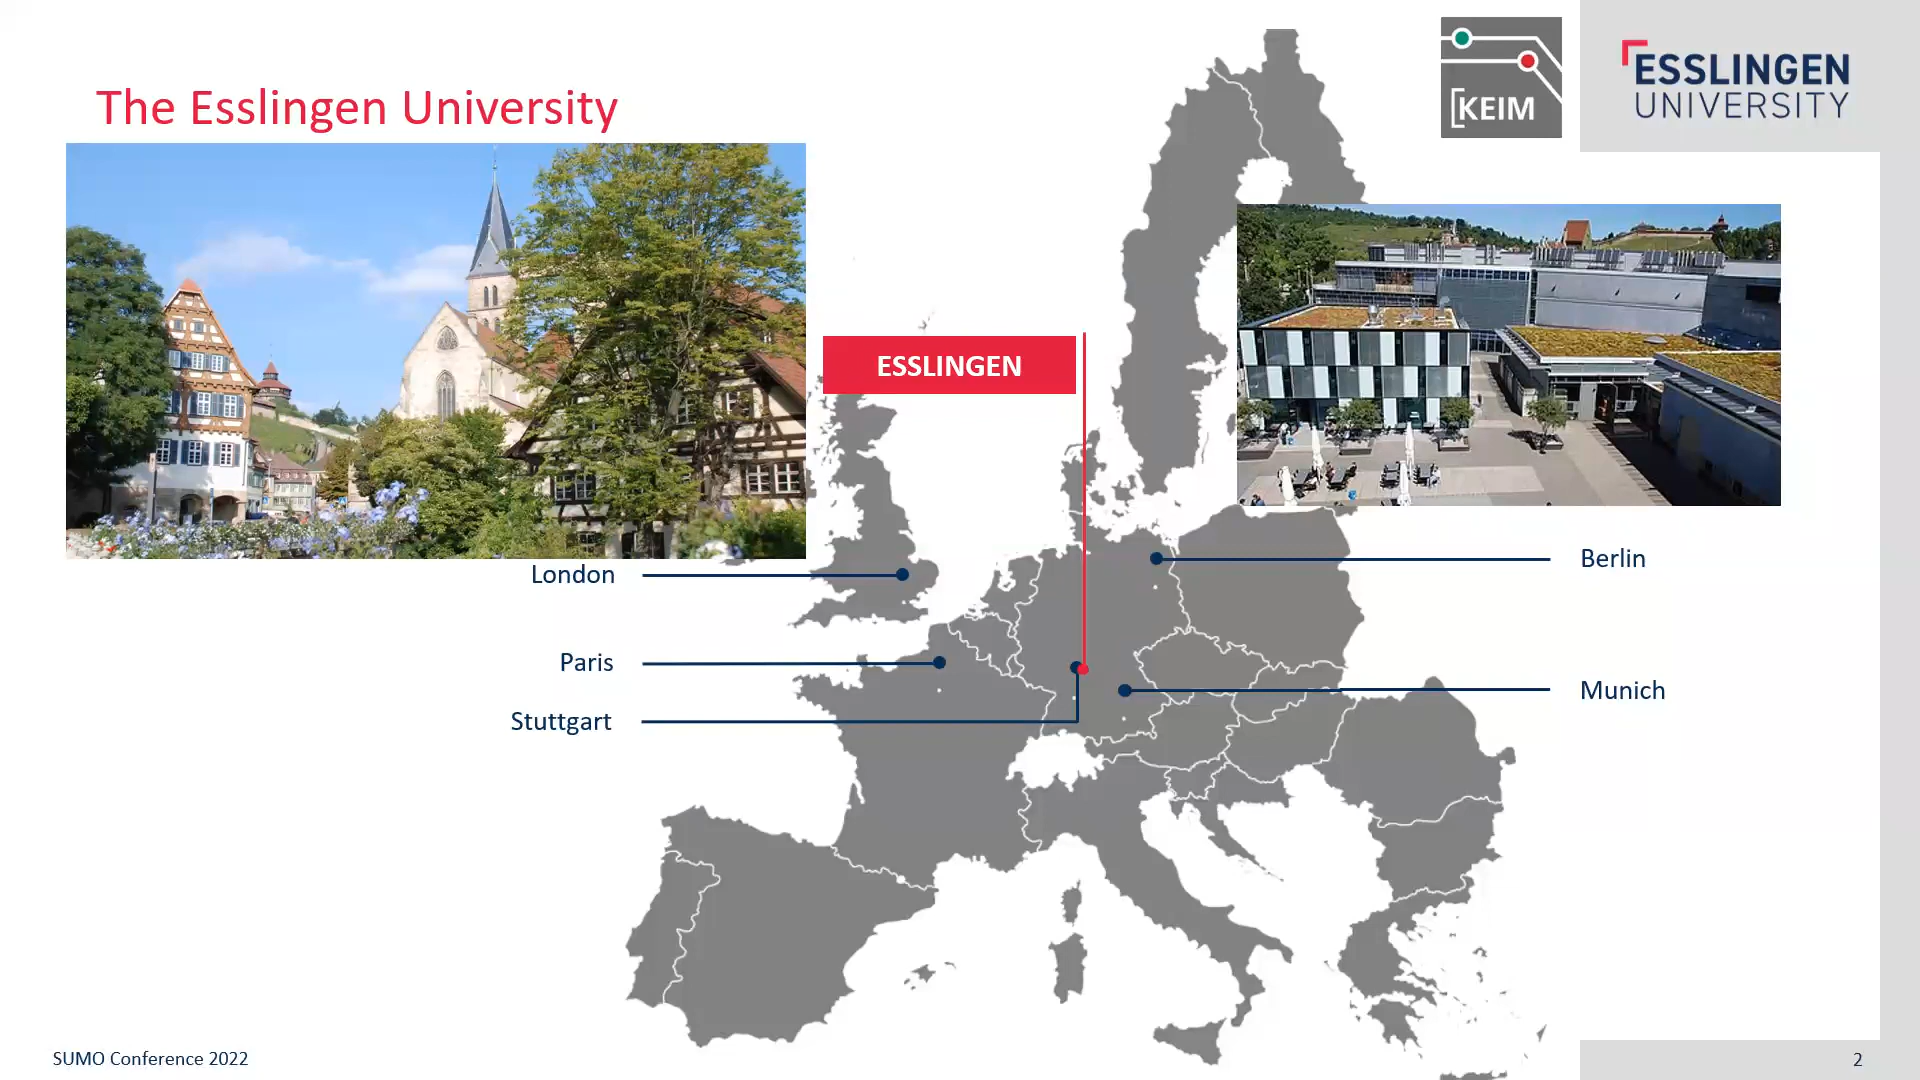 The Esslingen University
[KEIM
ESSLINGEN
UNIVERSITY
ESSLINGEN
London
Paris
Stuttgart
Berlin
Munich
SUMO Conference 2022
2